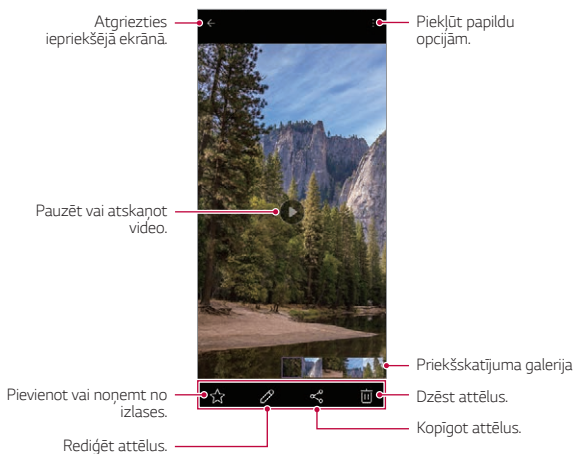 Atgriezties
iepriekšējā ekrānā.
Piekļūt papildu
opcijām.
Pauzēt vai atskaņot
video.
Priekšskatījuma galerija
Pievienot vai noņemt no
izlases.
Dzēst attēlus.
Kopīgot attēlus.
Rediģēt attēlus.